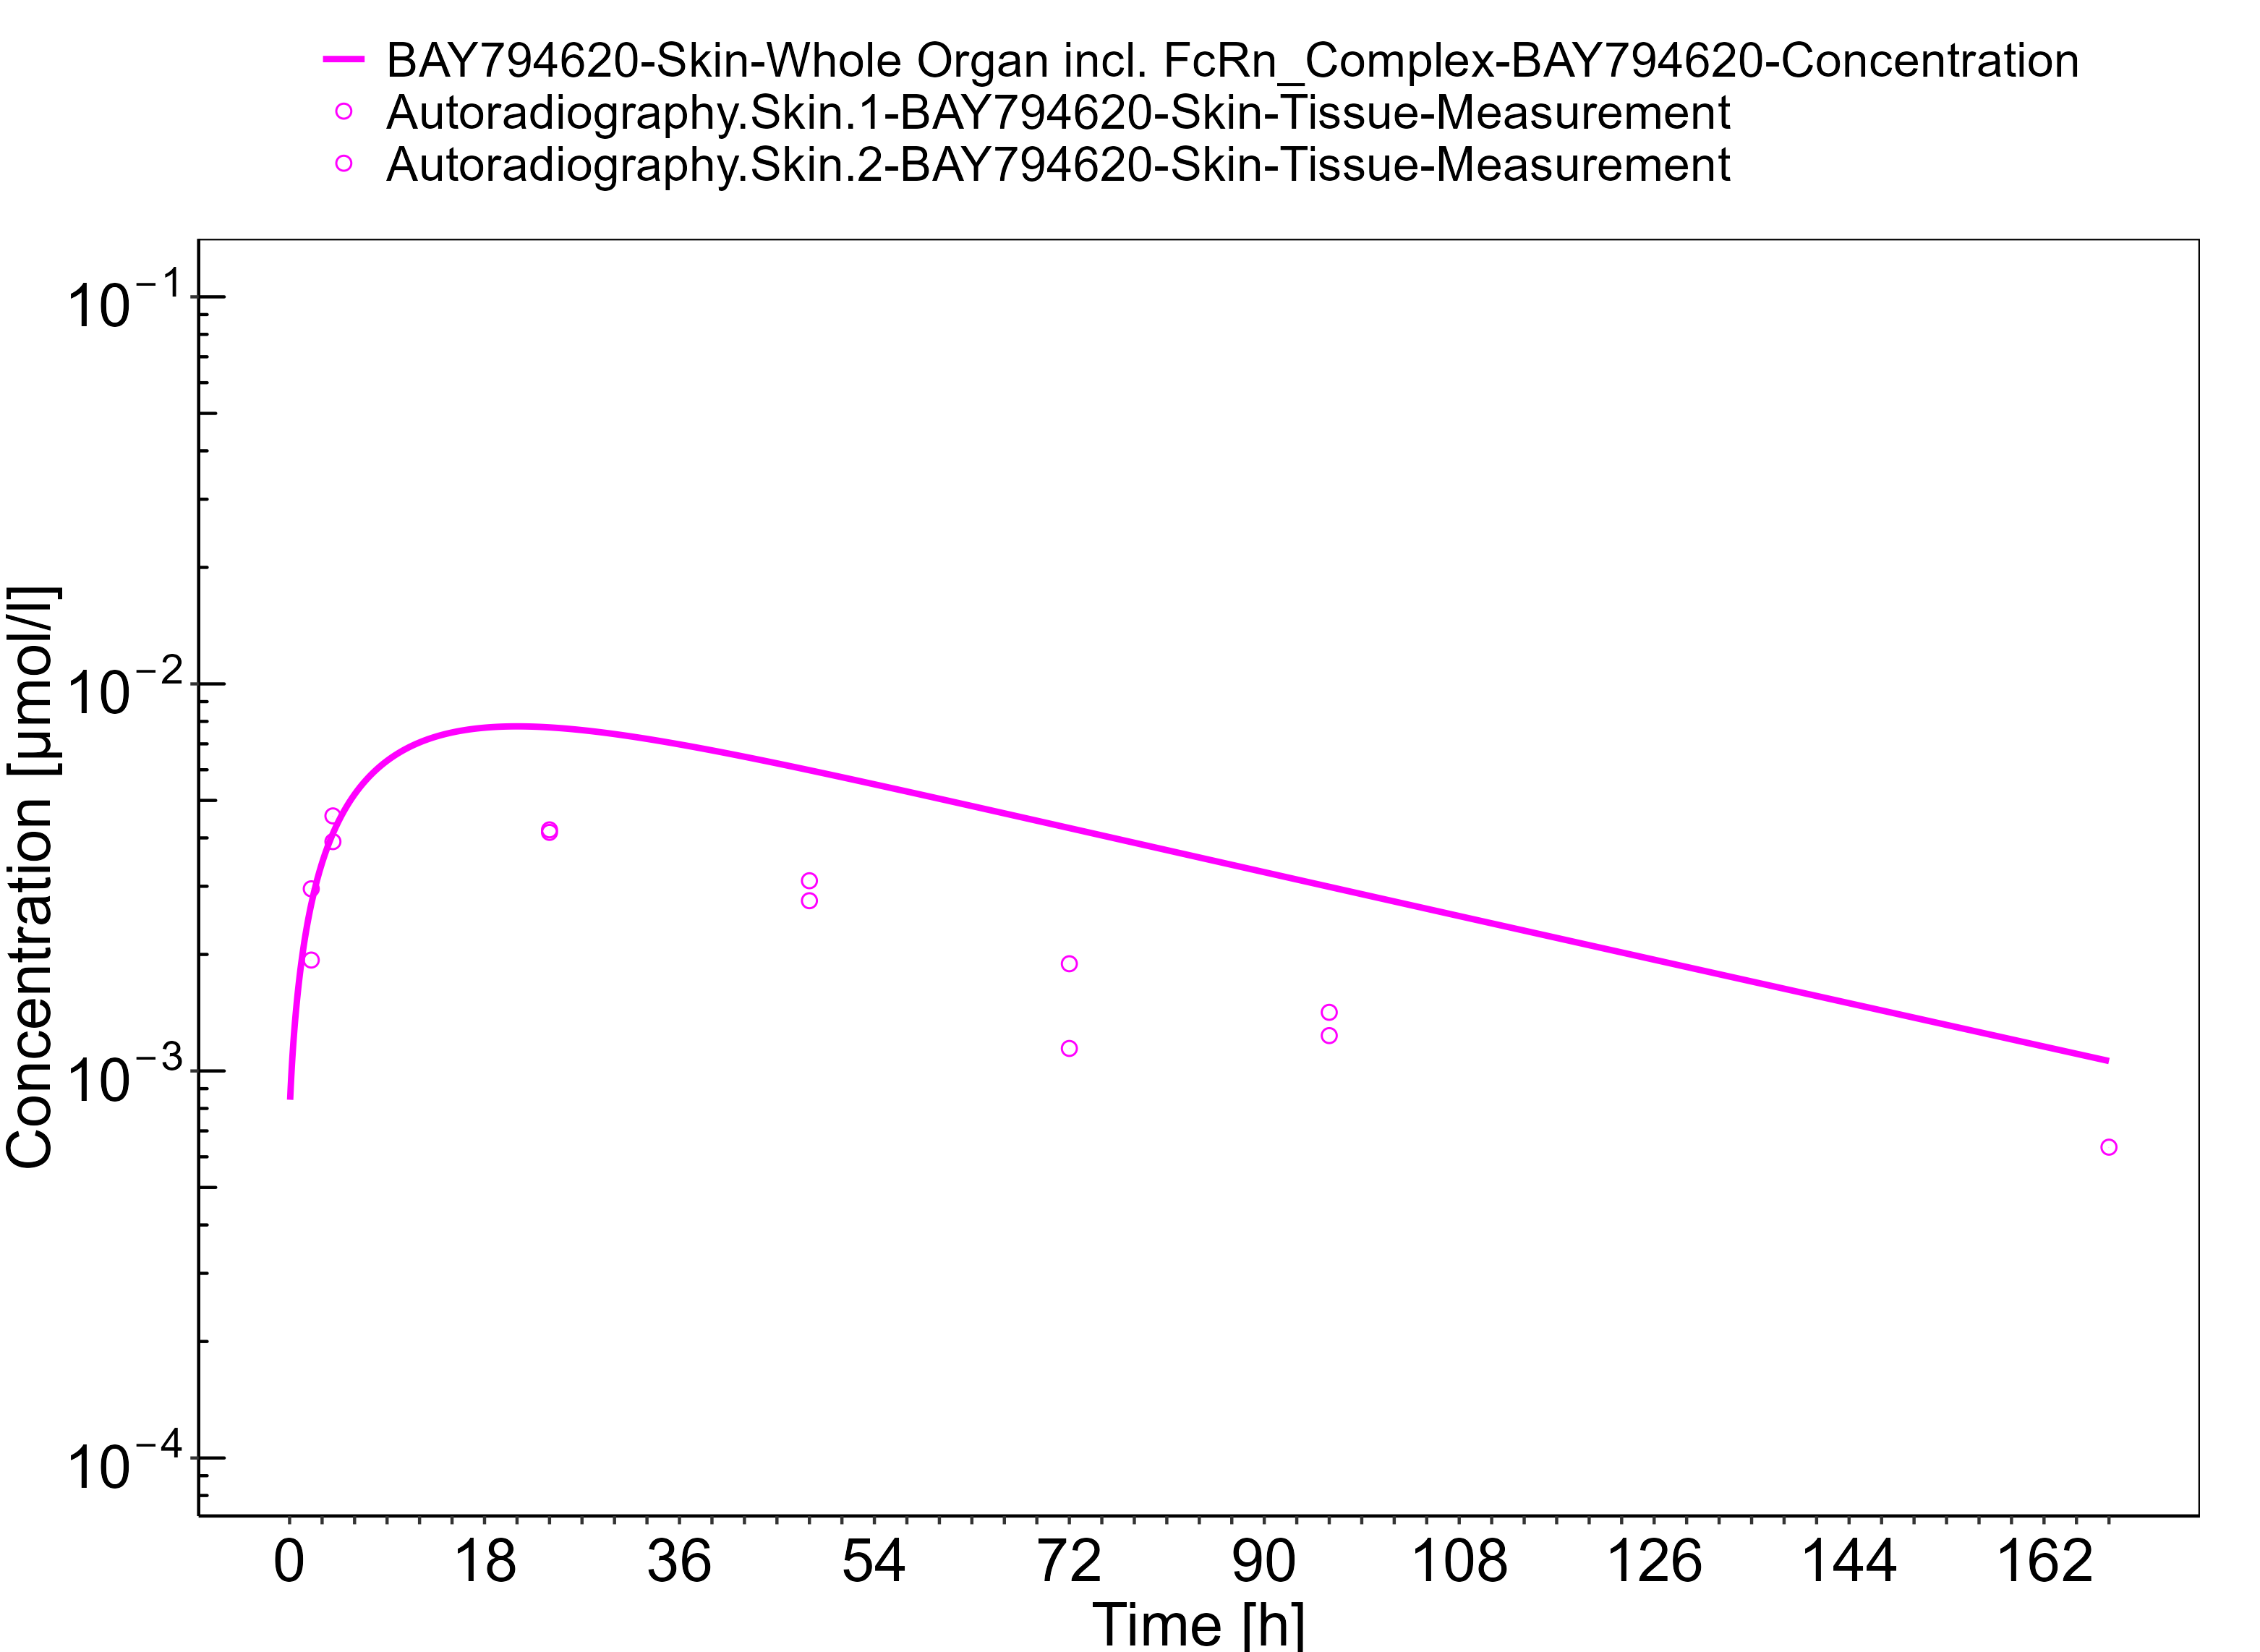 BAY794620-Skin-Whole Organ incl. FcRn_Complex-BAY794620-Concentration
Autoradiography.Skin.1-BAY794620-Skin-Tissue-Measurement
Autoradiography.Skin.2-BAY794620-Skin-Tissue-Measurement
10⁻¹
10⁻²
10⁻³
10⁻⁴
Concentration [µmol/l]
0 18 36 54 72 90 108 126 144 162
Time [h]